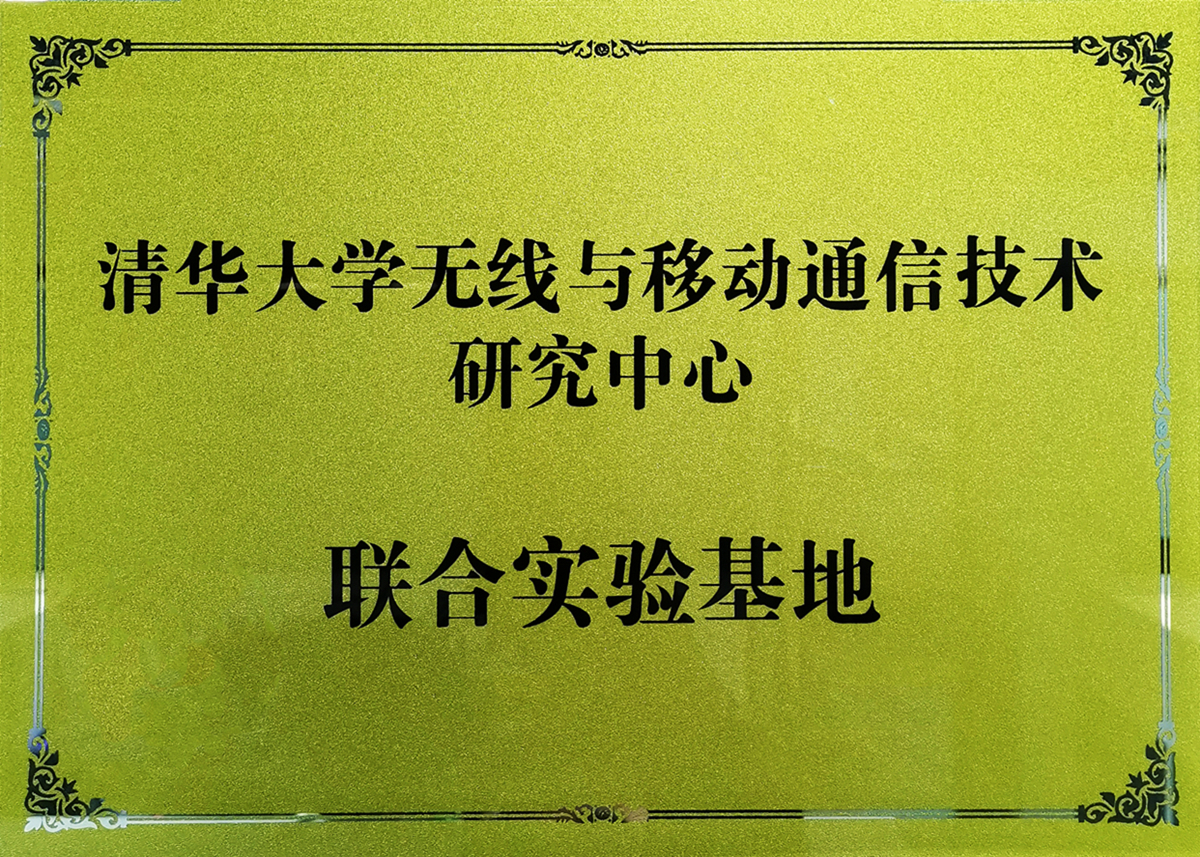 清华大学无线与移动通信技术
研究中心
联合实验基地